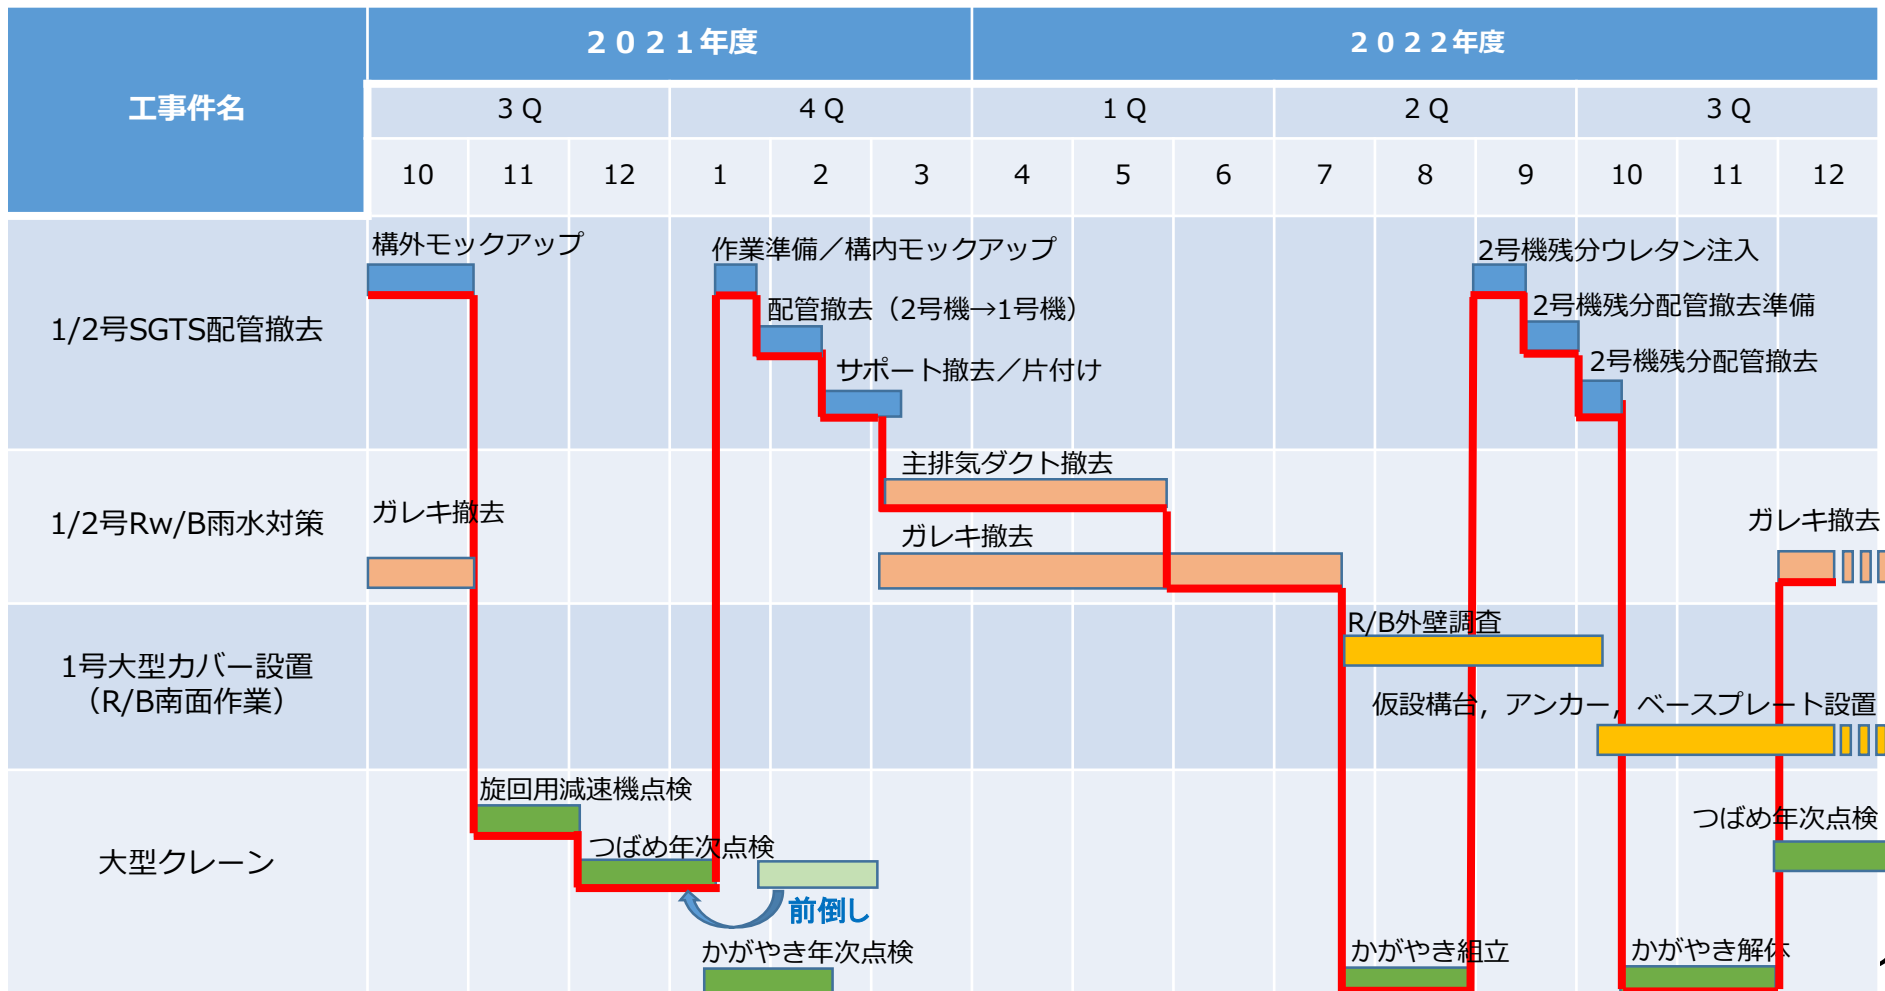 工事件名
２０２１年度
２０２２年度
３Ｑ
４Ｑ
１Ｑ
２Ｑ
３Ｑ
10
11
12
1
2
3
4
5
6
7
8
9
10
11
12
1/2号SGTS配管撤去
構外モックアップ
作業準備／構内モックアップ
配管撤去（2号機→1号機）
サポート撤去／片付け
2号機残分ウレタン注入
2号機残分配管撤去準備
2号機残分配管撤去
1/2号Rw/B雨水対策
ガレキ撤去
主排気ダクト撤去
ガレキ撤去
ガレキ撤去
1号大型カバー設置
（R/B南面作業）
R/B外壁調査
仮設構台，アンカー，ベースプレート設置
大型クレーン
旋回用減速機点検
つばめ年次点検
前倒し
かがやき年次点検
かがやき組立
かがやき解体
つばめ年次点検